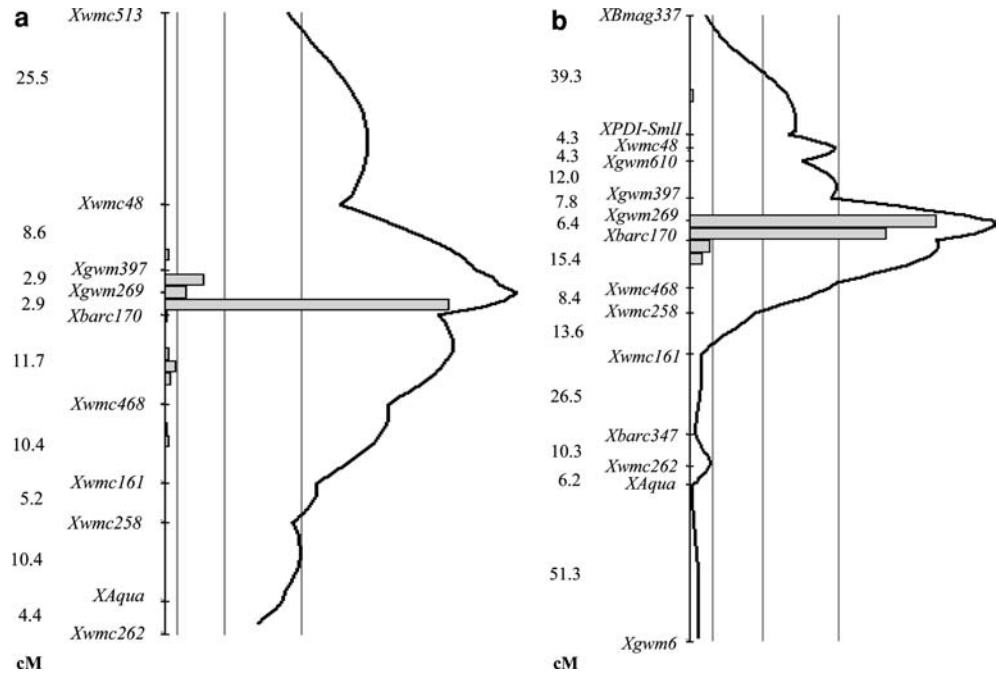 a
Xwmc513
25.5
Xwmc48
8.6
Xgwm397
2.9
Xgwm269
2.9
Xbarc170
11.7
Xwmc468
10.4
Xwmc161
5.2
Xwmc258
10.4
XAqua
4.4
Xwmc262
cM
b
XBmag337
39.3
XPDI-SmlI
4.3
Xwmc48
4.3
Xgwm610
12.0
Xgwm397
7.8
Xgwm269
6.4
Xbarc170
15.4
Xwmc468
8.4
Xwmc258
13.6
Xwmc161
26.5
Xbarc347
10.3
Xwmc262
6.2
XAqua
51.3
Xgwm6
cM